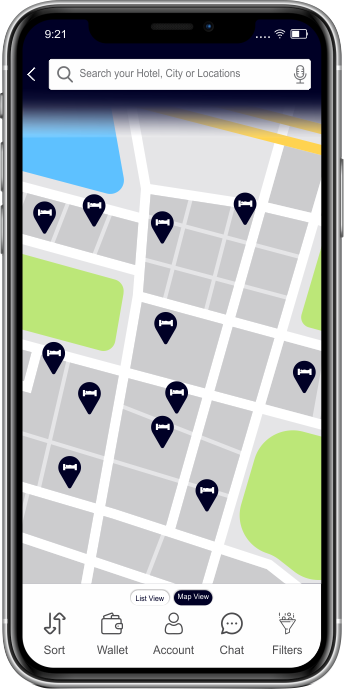 9:21
Search your Hotel, City or Locations
List View
Map View
Sort
Wallet
Account
Chat
Filters